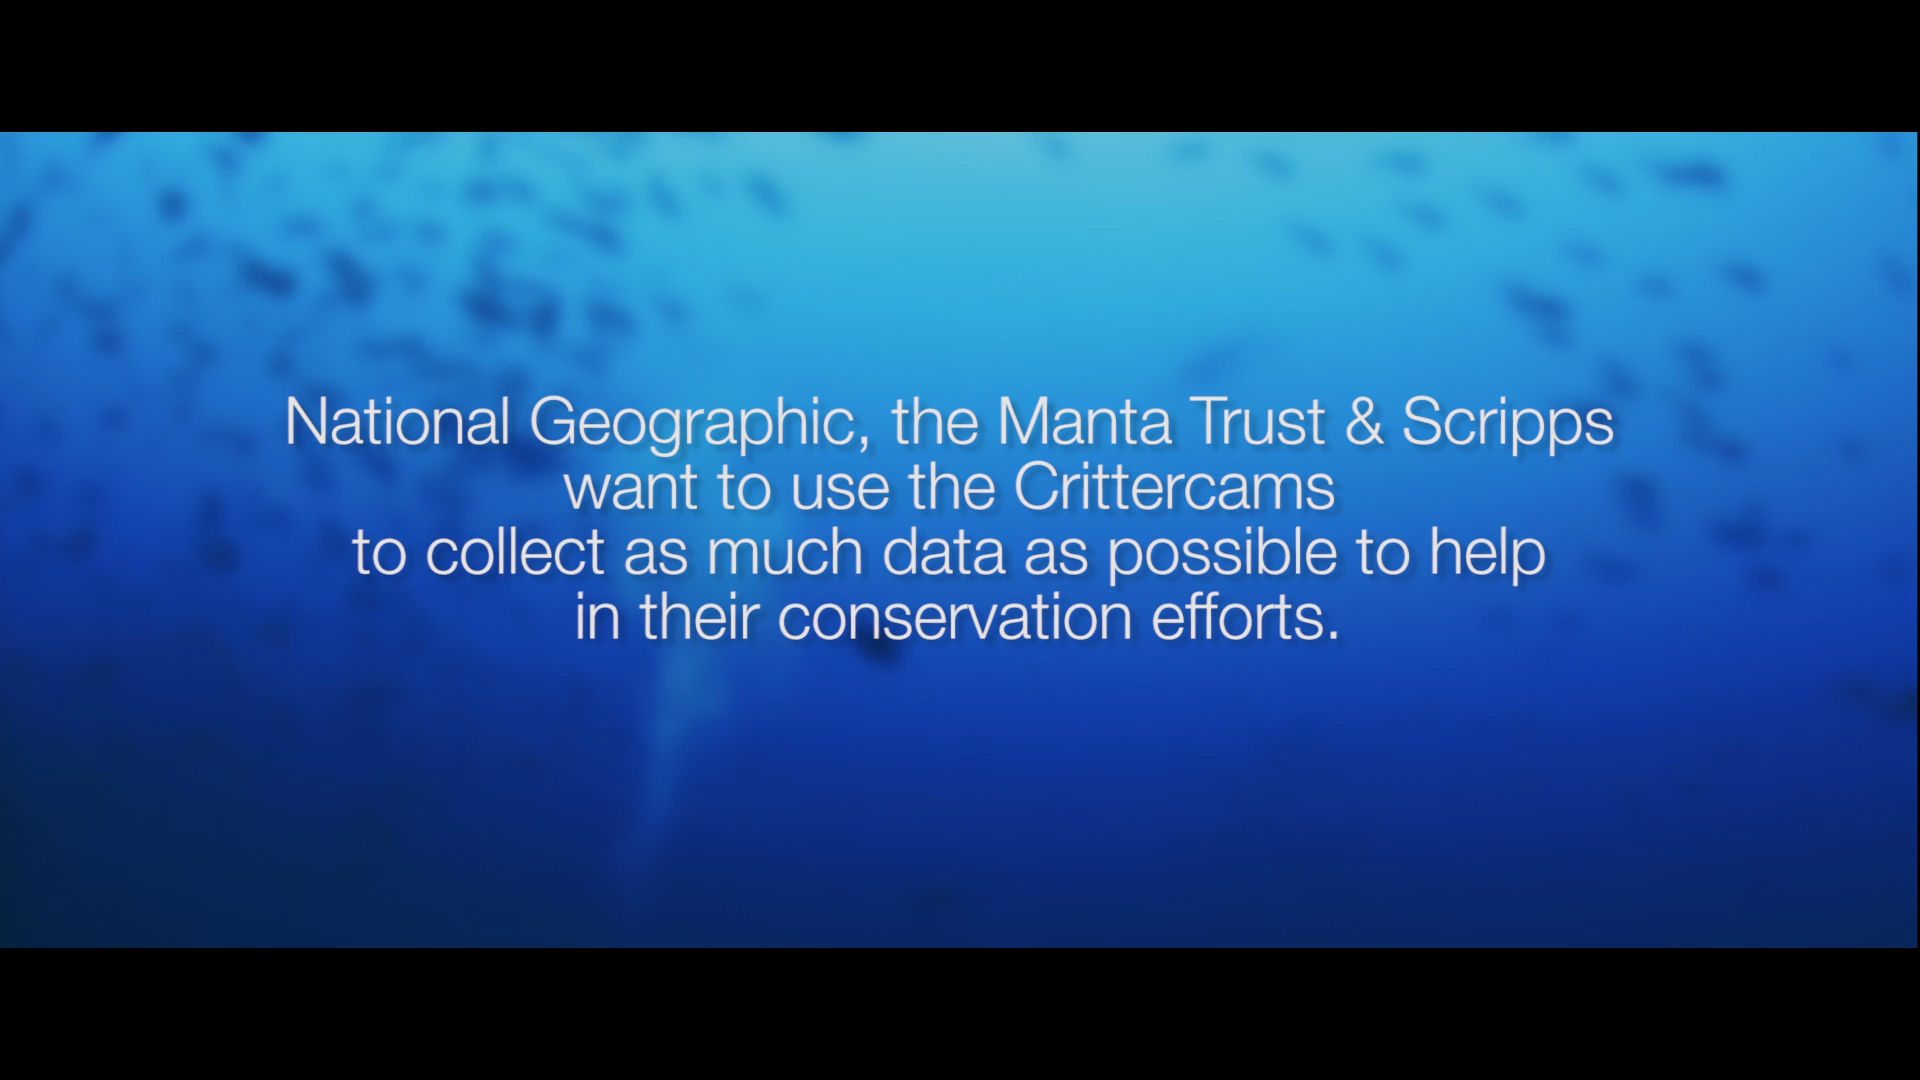 National Geographic, the Manta Trust & Scripps
want to use the Crittercams
to collect as much data as possible to help
in their conservation efforts.